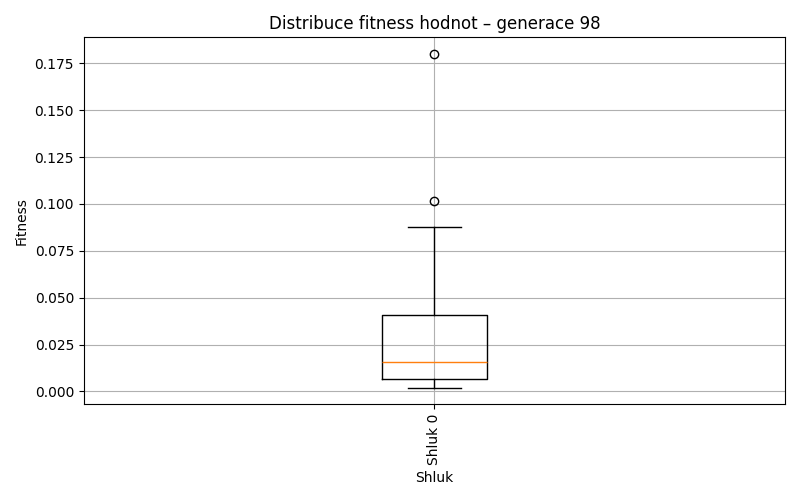 Distribuce fitness hodnot – generace 98
0.175
0.150
0.125
0.100
0.075
0.050
0.025
0.000
Fitness
Shluk 0
Shluk